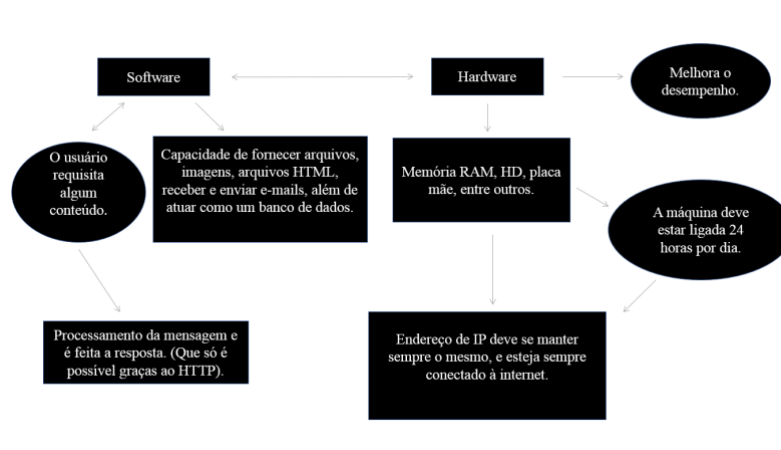 Software
Hardware
Melhora o
desempenho.
O usuário
requisita
algum
conteúdo.
Capacidade de fornecer arquivos,
imagens, arquivos HTML,
receber e enviar e-mails, além de
atuar como um banco de dados.
Memória RAM, HD, placa
mãe, entre outros.
A máquina deve
estar ligada 24
horas por dia.
Processamento da mensagem e
é feita a resposta. (Que só é
possível graças ao HTTP).
Endereço de IP deve se manter
sempre o mesmo, e esteja sempre
conectado à internet.